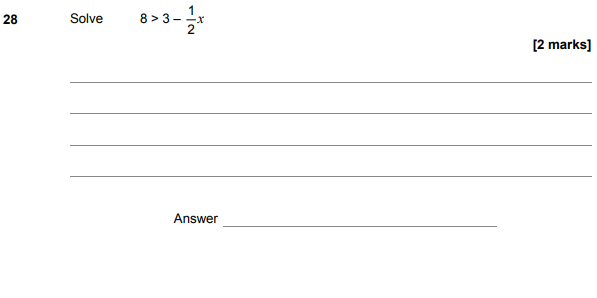 28 Solve 8 > 3 – 1/2 x
[2 marks]
Answer